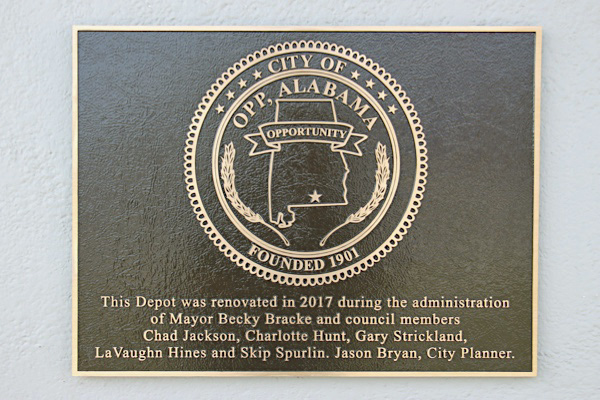 CITY OF
OPP, ALABAMA
OPPORTUNITY
FOUNDED 1901
This Depot was renovated in 2017 during the administration
of Mayor Becky Bracke and council members
Chad Jackson, Charlotte Hunt, Gary Strickland,
LaVaughn Hines and Skip Spurlin. Jason Bryan, City Planner.